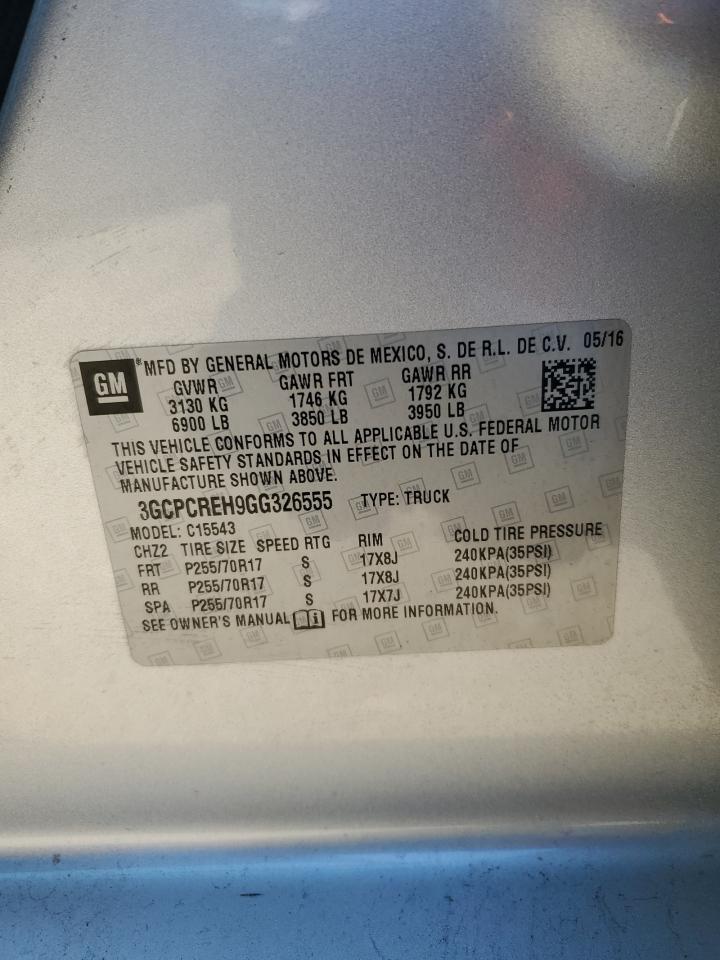 GM ® MFD BY GENERAL MOTORS DE MEXICO, S. DE R.L. DE C.V. 05/16
GVWR GAWR FRT GAWR RR
3130 KG 1746 KG 1792 KG
6900 LB 3850 LB 3950 LB
THIS VEHICLE CONFORMS TO ALL APPLICABLE U.S. FEDERAL MOTOR
VEHICLE SAFETY STANDARDS IN EFFECT ON THE DATE OF
MANUFACTURE SHOWN ABOVE.
3GCPCREH9GG326555 TYPE: TRUCK
MODEL: C15543
CHZ2 TIRE SIZE SPEED RTG RIM COLD TIRE PRESSURE
FRT P255/70R17 S 17X8J 240KPA(35PSI)
RR P255/70R17 S 17X8J 240KPA(35PSI)
SPA P255/70R17 S 17X7J 240KPA(35PSI)
SEE OWNER'S MANUAL FOR MORE INFORMATION.